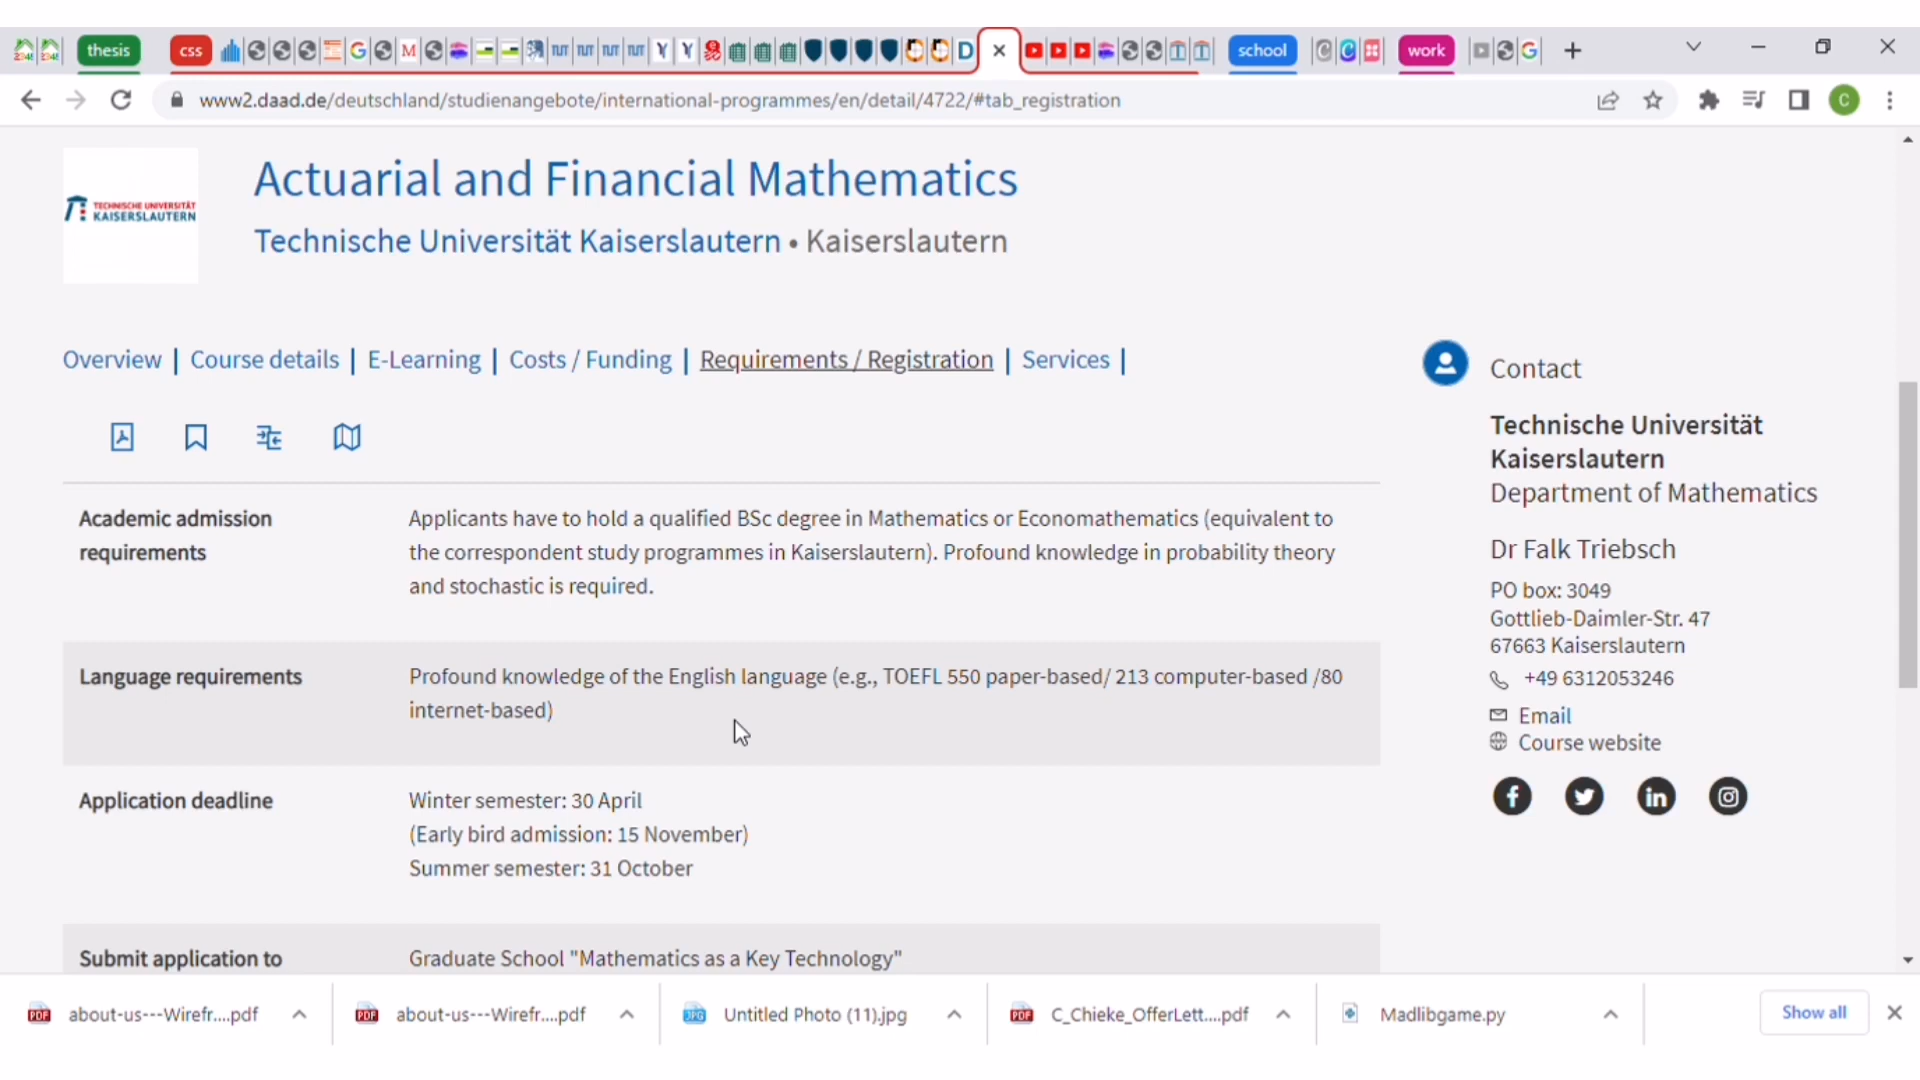 thesis
css
school
work
www2.daad.de/deutschland/studienangebote/international-programmes/en/detail/4722/#tab_registration
C
TECHNISCHE UNIVERSITÄT
KAISERSLAUTERN
Actuarial and Financial Mathematics
Technische Universität Kaiserslautern • Kaiserslautern
Overview | Course details | E-Learning | Costs / Funding | Requirements / Registration | Services |
Contact
Technische Universität
Kaiserslautern
Department of Mathematics
Dr Falk Triebsch
PO box: 3049
Gottlieb-Daimler-Str. 47
67663 Kaiserslautern
+49 6312053246
Email
Course website
Academic admission
requirements
Applicants have to hold a qualified BSc degree in Mathematics or Economathematics (equivalent to
the correspondent study programmes in Kaiserslautern). Profound knowledge in probability theory
and stochastic is required.
Language requirements
Profound knowledge of the English language (e.g., TOEFL 550 paper-based/ 213 computer-based /80
internet-based)
Application deadline
Winter semester: 30 April
(Early bird admission: 15 November)
Summer semester: 31 October
Submit application to
Graduate School "Mathematics as a Key Technology"
about-us---Wirefr....pdf
about-us---Wirefr....pdf
Untitled Photo (11).jpg
C_Chieke_OfferLett....pdf
Madlibgame.py
Show all